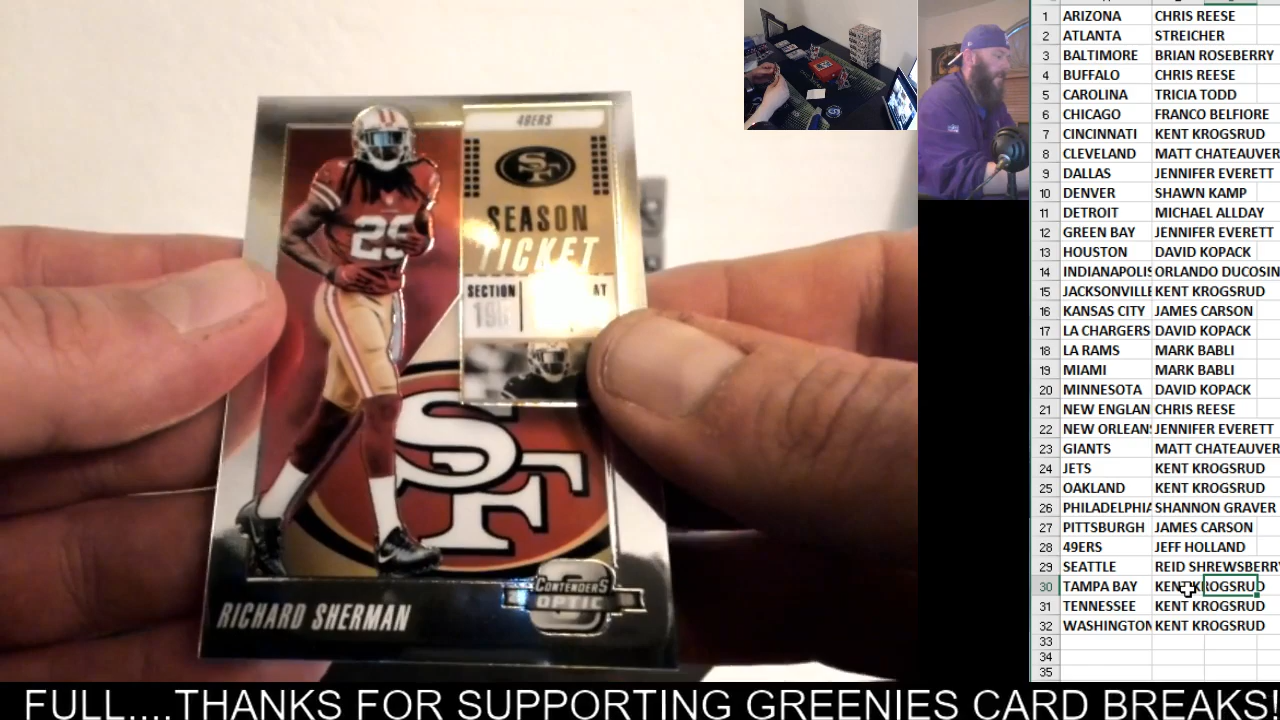 49ERS
SF
SEASON
TICKET
SECTION
AT
25
SF
CONTENDERS
OPTIC
RICHARD SHERMAN
1 ARIZONA CHRIS REESE
2 ATLANTA STREICHER
3 BALTIMORE BRIAN ROSEBERRY
4 BUFFALO CHRIS REESE
5 CAROLINA TRICIA TODD
6 CHICAGO FRANCO BELFIORE
7 CINCINNATI KENT KROGSRUD
8 CLEVELAND MATT CHATEAUVER
9 DALLAS JENNIFER EVERETT
10 DENVER SHAWN KAMP
11 DETROIT MICHAEL ALLDAY
12 GREEN BAY JENNIFER EVERETT
13 HOUSTON DAVID KOPACK
14 INDIANAPOLIS ORLANDO DUCOSIN
15 JACKSONVILLE KENT KROGSRUD
16 KANSAS CITY JAMES CARSON
17 LA CHARGERS DAVID KOPACK
18 LA RAMS MARK BABLI
19 MIAMI MARK BABLI
20 MINNESOTA DAVID KOPACK
21 NEW ENGLAN CHRIS REESE
22 NEW ORLEANS JENNIFER EVERETT
23 GIANTS MATT CHATEAUVER
24 JETS KENT KROGSRUD
25 OAKLAND KENT KROGSRUD
26 PHILADELPHIA SHANNON GRAVER
27 PITTSBURGH JAMES CARSON
28 49ERS JEFF HOLLAND
29 SEATTLE REID SHREWSBERRY
30 TAMPA BAY KENT KROGSRUD
31 TENNESSEE KENT KROGSRUD
32 WASHINGTON KENT KROGSRUD
33
34
35
FULL....THANKS FOR SUPPORTING GREENIES CARD BREAKS!